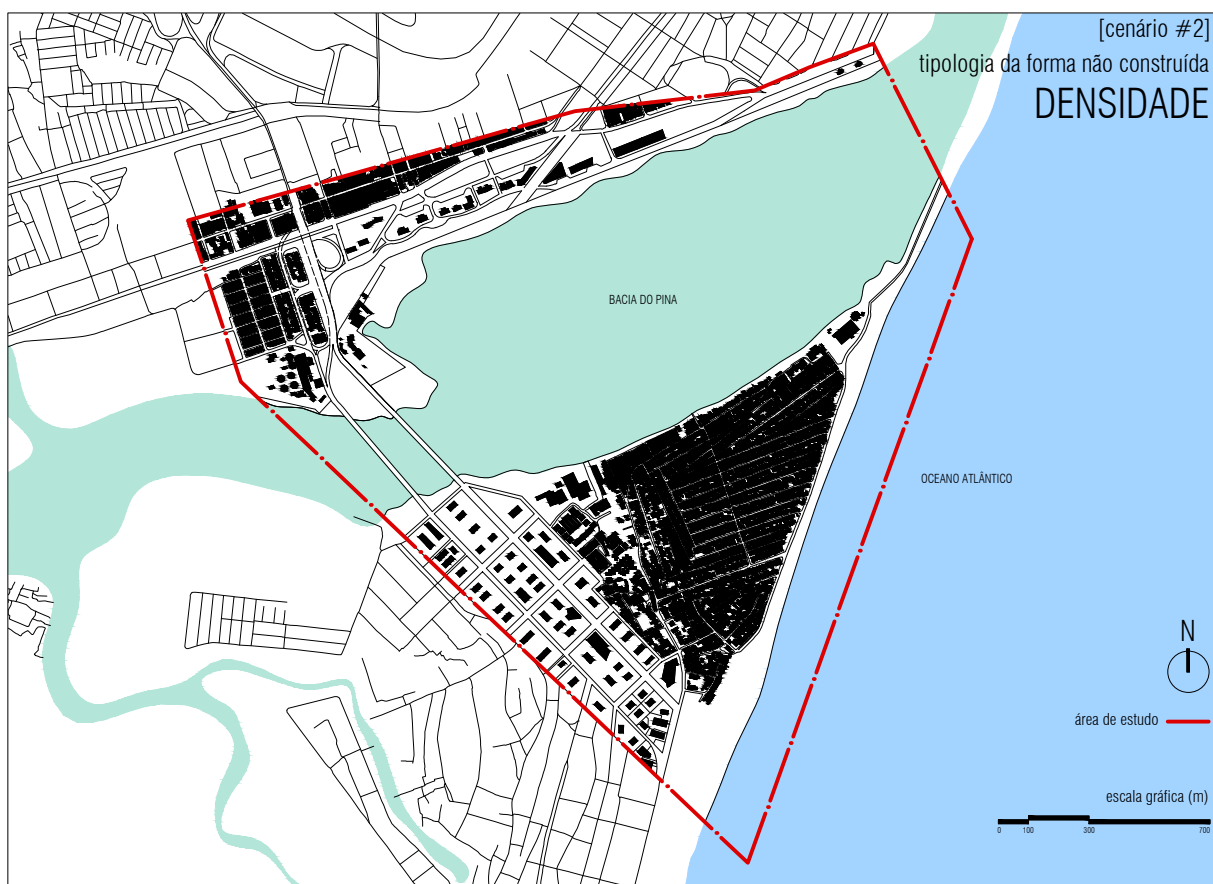 [cenário #2]
tipologia da forma não construída
DENSIDADE
BACIA DO PINA
OCEANO ATLÂNTICO
N
área de estudo
escala gráfica (m)
0 100 300 700